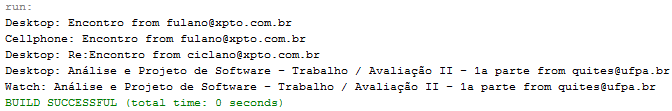 run:
Desktop: Encontro from fulano@xpto.com.br
Cellphone: Encontro from fulano@xpto.com.br
Desktop: Re:Encontro from ciclano@xpto.com.br
Desktop: Análise e Projeto de Software - Trabalho / Avaliação II - 1a parte from quites@ufpa.br
Watch: Análise e Projeto de Software - Trabalho / Avaliação II - 1a parte from quites@ufpa.br
BUILD SUCCESSFUL (total time: 0 seconds)